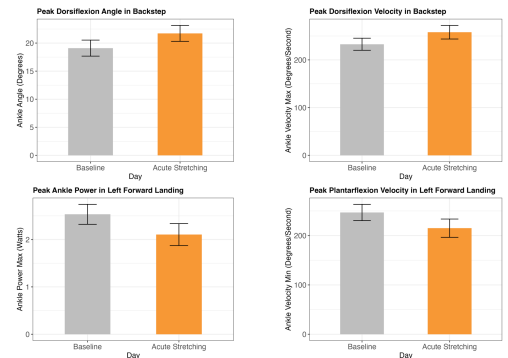 Peak Dorsiflexion Angle in Backstep
Ankle Angle (Degrees)
20
15
10
5
0
Baseline
Acute Stretching
Day
Peak Dorsiflexion Velocity in Backstep
Ankle Velocity Max (Degrees/Second)
200
100
0
Baseline
Acute Stretching
Day
Peak Ankle Power in Left Forward Landing
Ankle Power Max (Watts)
2
1
0
Baseline
Acute Stretching
Day
Peak Plantarflexion Velocity in Left Forward Landing
Ankle Velocity Min (Degrees/Second)
200
100
0
Baseline
Acute Stretching
Day